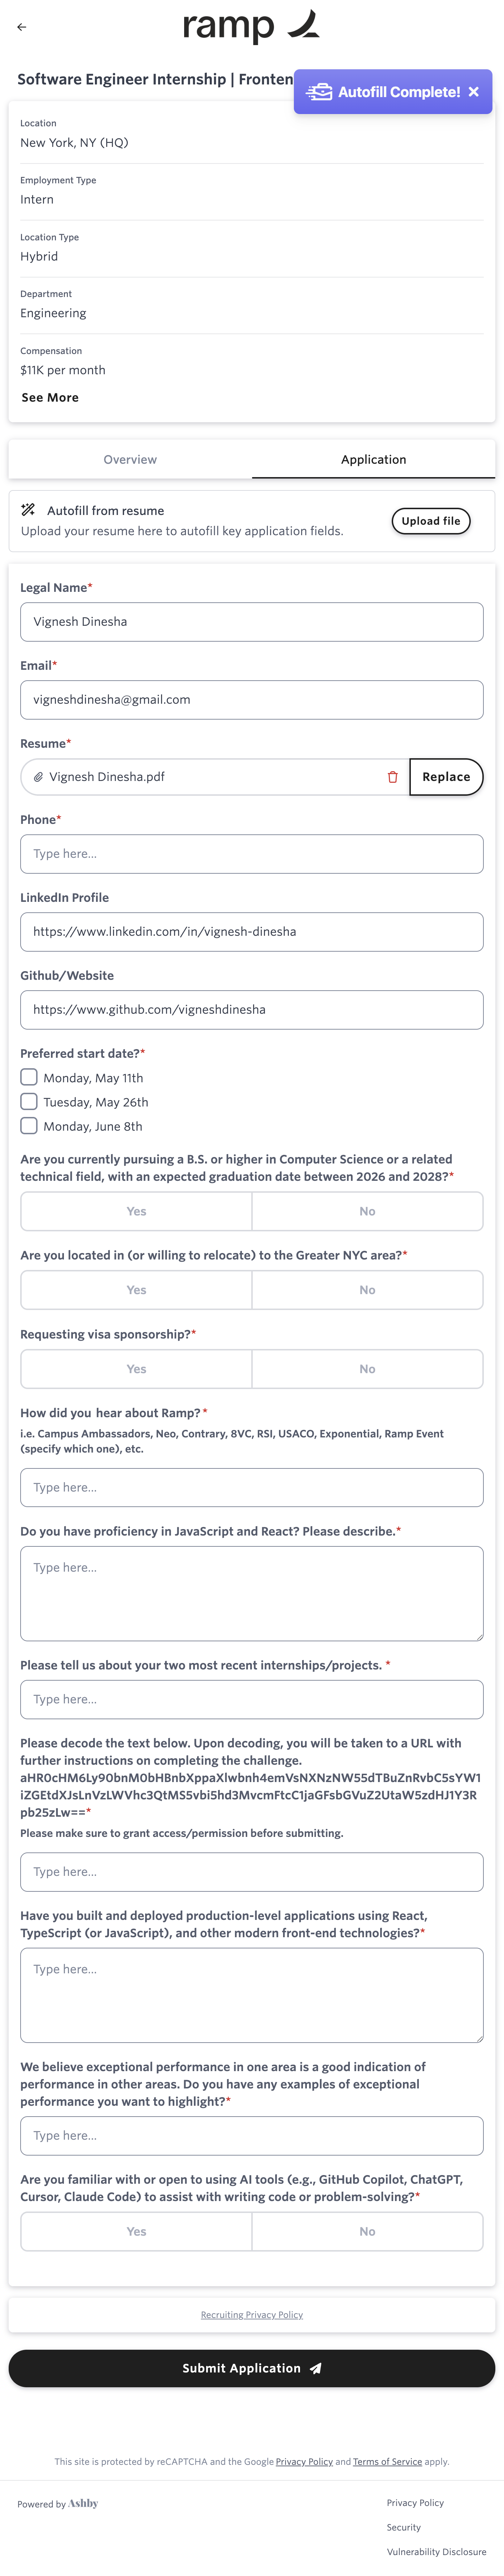 ramp
Software Engineer Internship | Fronten
Autofill Complete!
Location
New York, NY (HQ)
Employment Type
Intern
Location Type
Hybrid
Department
Engineering
Compensation
$11K per month
See More
Overview
Application
Autofill from resume
Upload your resume here to autofill key application fields.
Upload file
Legal Name*
Vignesh Dinesha
Email*
vigneshdinesha@gmail.com
Resume*
Vignesh Dinesha.pdf
Replace
Phone*
Type here...
LinkedIn Profile
https://www.linkedin.com/in/vignesh-dinesha
Github/Website
https://www.github.com/vigneshdinesha
Preferred start date?*
Monday, May 11th
Tuesday, May 26th
Monday, June 8th
Are you currently pursuing a B.S. or higher in Computer Science or a related
technical field, with an expected graduation date between 2026 and 2028?*
Yes
No
Are you located in (or willing to relocate) to the Greater NYC area?*
Yes
No
Requesting visa sponsorship?*
Yes
No
How did you hear about Ramp? *
i.e. Campus Ambassadors, Neo, Contrary, 8VC, RSI, USACO, Exponential, Ramp Event
(specify which one), etc.
Type here...
Do you have proficiency in JavaScript and React? Please describe.*
Type here...
Please tell us about your two most recent internships/projects. *
Type here...
Please decode the text below. Upon decoding, you will be taken to a URL with
further instructions on completing the challenge.
aHR0cHM6Ly90bnM0bHBnbXppaXlwbnh4emVsNXNzNW55dTBuZnRvbC5sYW1
iZGEtdXJsLnVzLWVhc3QtMS5vbi5hd3MvcmFtcC1jaGFsbGVuZ2UtaW5zdHJ1Y3R
pb25zLw==*
Please make sure to grant access/permission before submitting.
Type here...
Have you built and deployed production-level applications using React,
TypeScript (or JavaScript), and other modern front-end technologies?*
Type here...
We believe exceptional performance in one area is a good indication of
performance in other areas. Do you have any examples of exceptional
performance you want to highlight?*
Type here...
Are you familiar with or open to using AI tools (e.g., GitHub Copilot, ChatGPT,
Cursor, Claude Code) to assist with writing code or problem-solving?*
Yes
No
Recruiting Privacy Policy
Submit Application
This site is protected by reCAPTCHA and the Google Privacy Policy and Terms of Service apply.
Powered by Ashby
Privacy Policy
Security
Vulnerability Disclosure